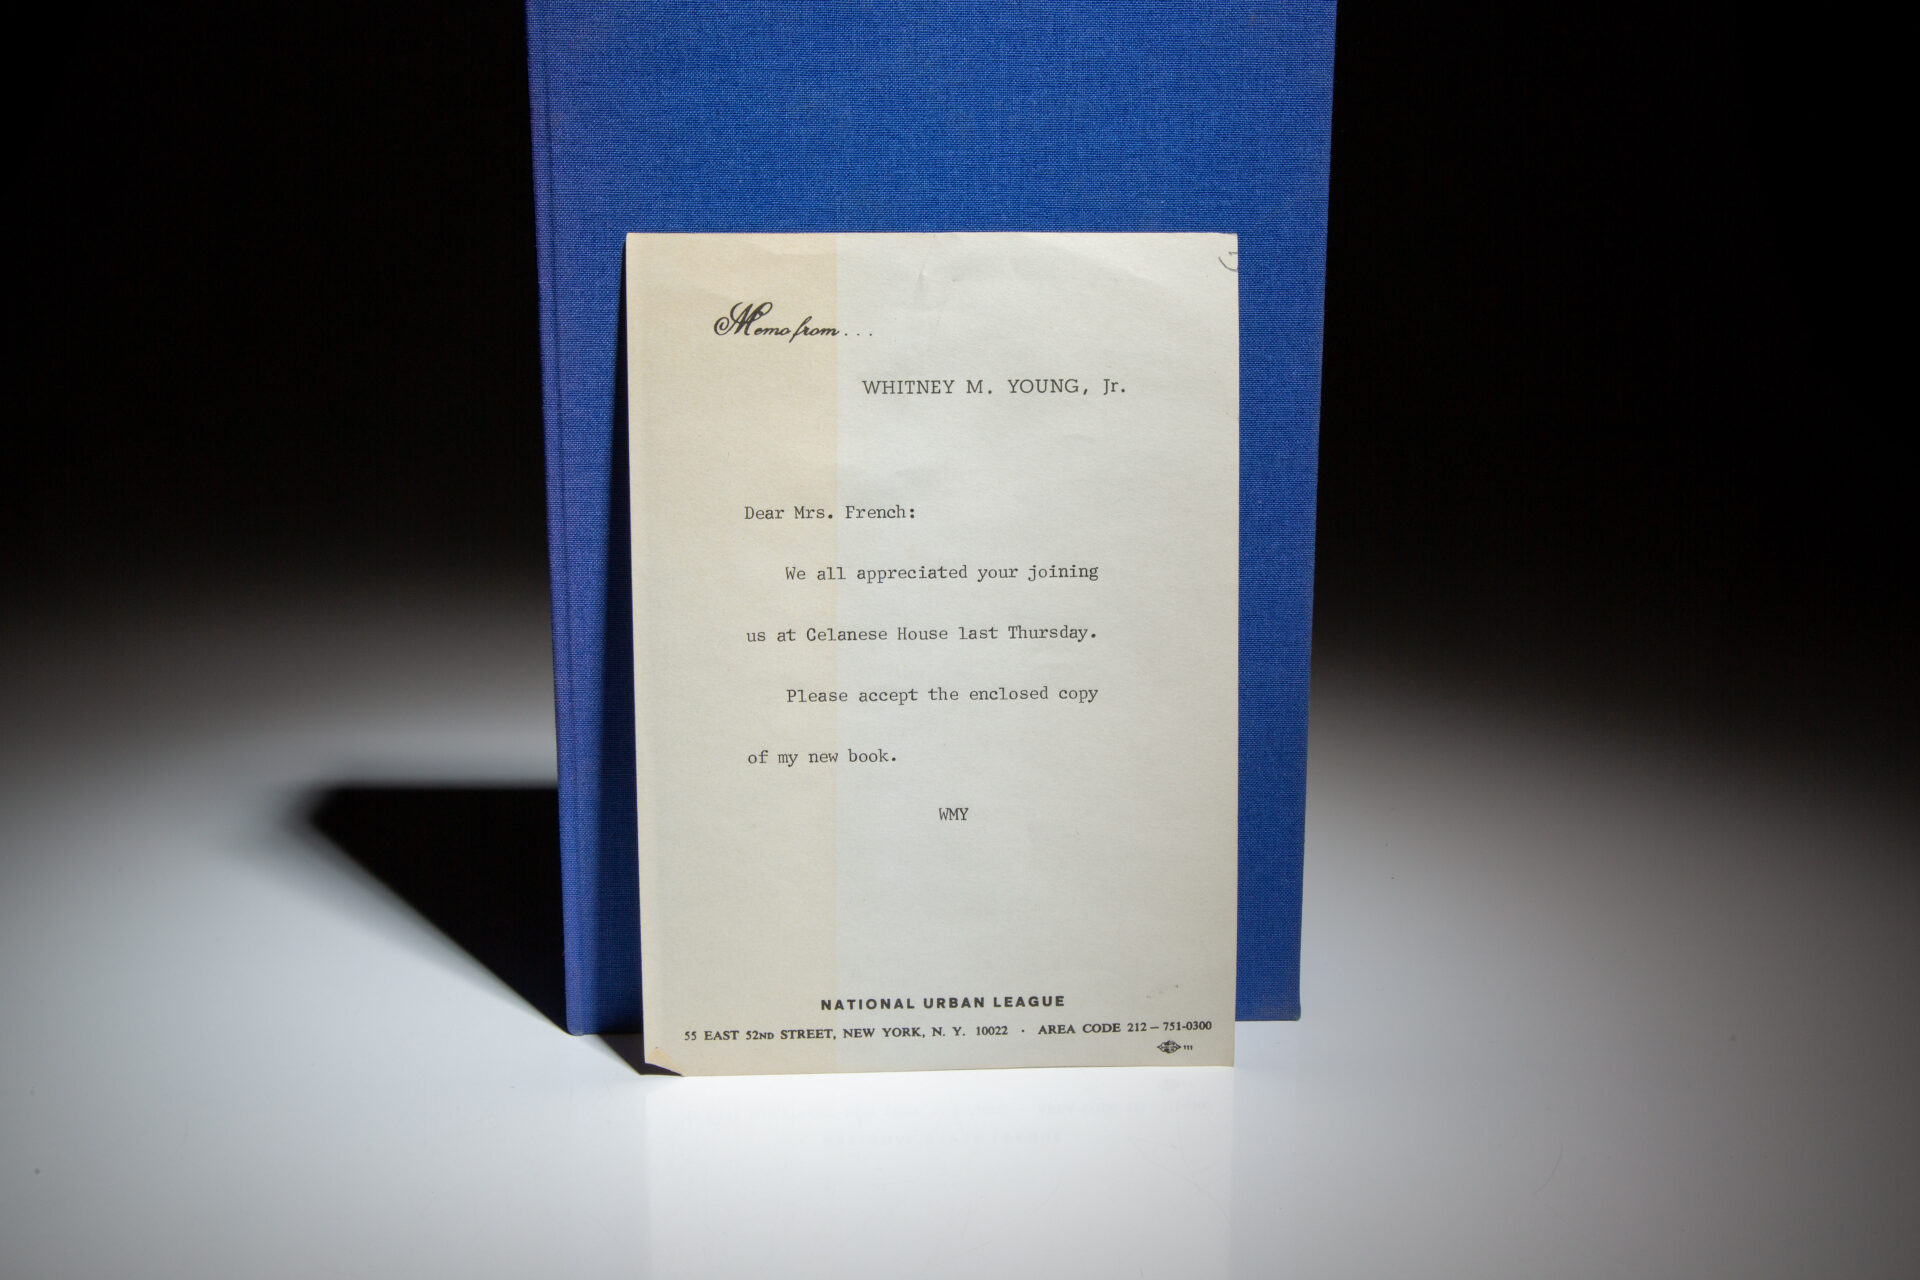 Memo from...
WHITNEY M. YOUNG, Jr.
Dear Mrs. French:
We all appreciated your joining
us at Celanese House last Thursday.
Please accept the enclosed copy
of my new book.
WMY
NATIONAL URBAN LEAGUE
55 EAST 52ND STREET, NEW YORK, N. Y. 10022 · AREA CODE 212–751-0300